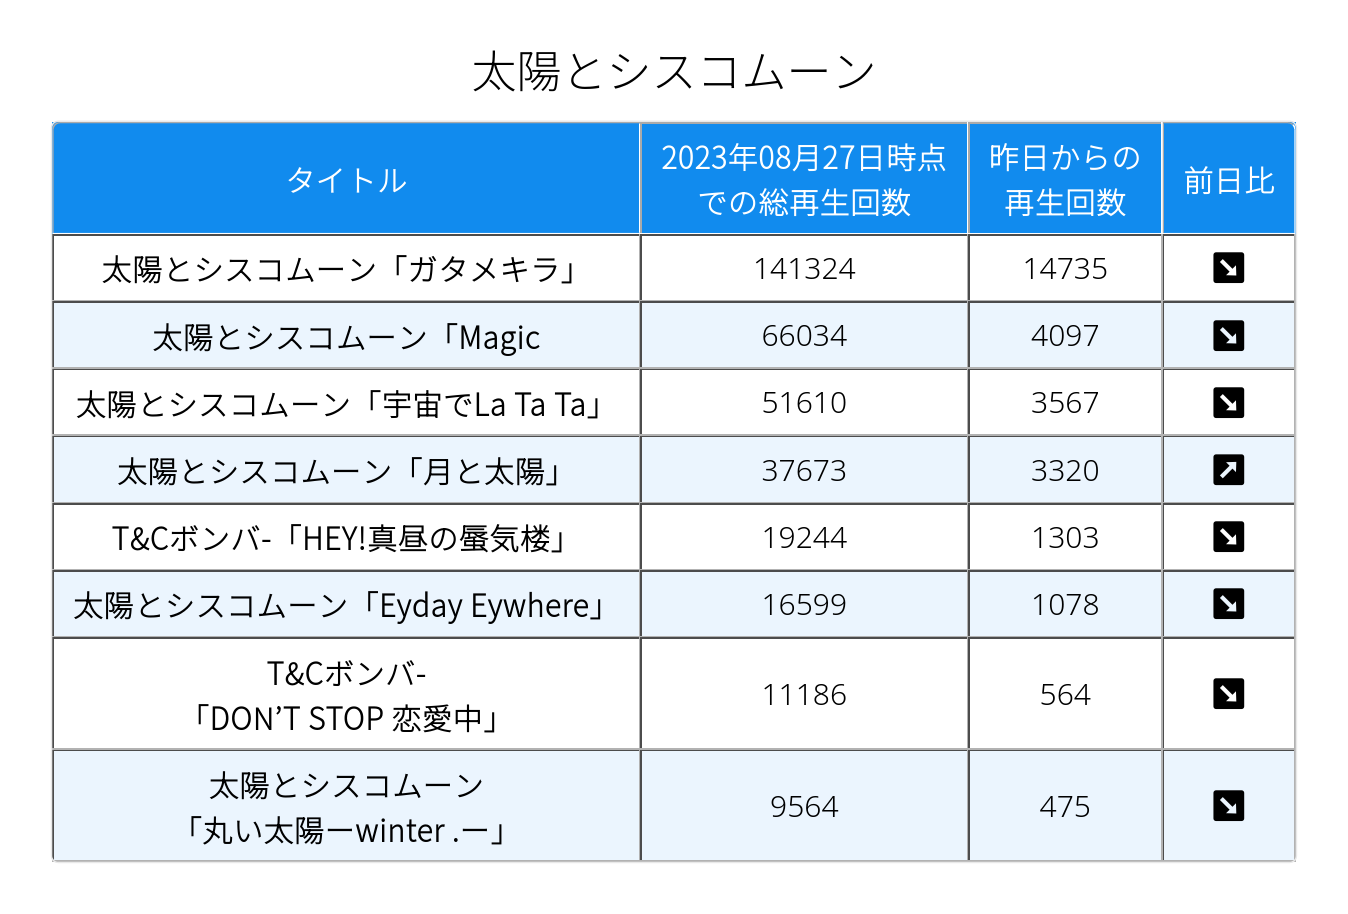 太陽とシスコムーン
タイトル
2023年08月27日時点
での総再生回数
昨日からの
再生回数
前日比
太陽とシスコムーン「ガタメキラ」
141324
14735
太陽とシスコムーン「Magic
66034
4097
太陽とシスコムーン「宇宙でLa Ta Ta」
51610
3567
太陽とシスコムーン「月と太陽」
37673
3320
T&Cボンバ-「HEY!真昼の蜃気楼」
19244
1303
太陽とシスコムーン「Eyday Eywhere」
16599
1078
T&Cボンバ-
「DON’T STOP 恋愛中」
11186
564
太陽とシスコムーン
「丸い太陽ーwinter .ー」
9564
475